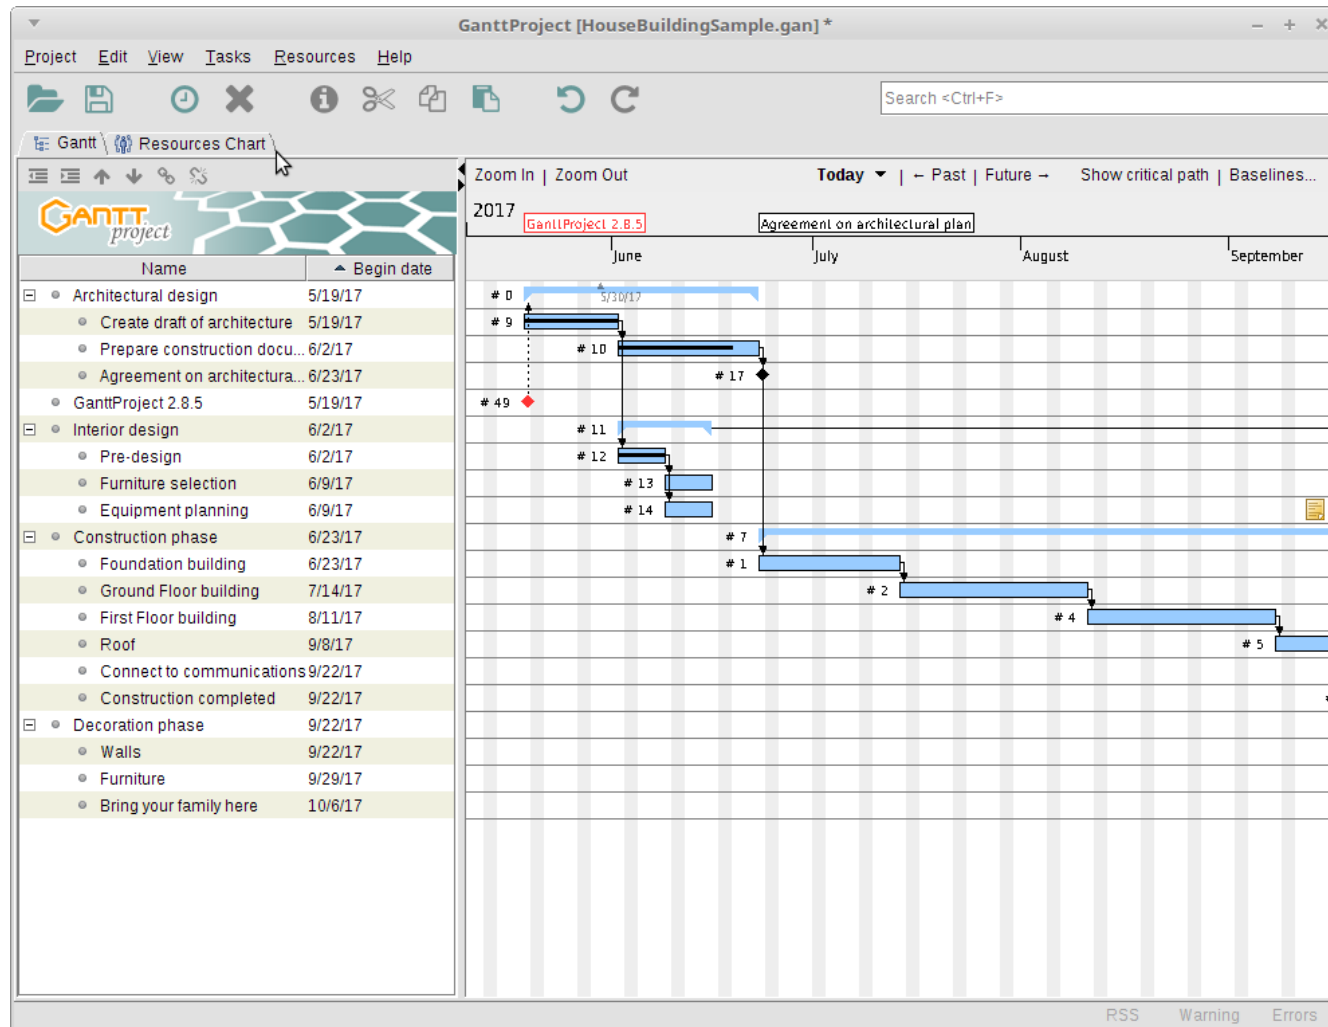 GanttProject [HouseBuildingSample.gan] *
Project Edit View Tasks Resources Help
Search <Ctrl+F>
Gantt Resources Chart
Zoom In | Zoom Out Today | ← Past | Future → Show critical path | Baselines...
GANTT project
2017
GanttProject 2.8.5 Agreement on architectural plan
June July August September
Name Begin date
Architectural design 5/19/17 # 0 5/30/17
Create draft of architecture 5/19/17 # 9
Prepare construction docu... 6/2/17 # 10
Agreement on architectura... 6/23/17 # 17
GanttProject 2.8.5 5/19/17 # 49
Interior design 6/2/17 # 11
Pre-design 6/2/17 # 12
Furniture selection 6/9/17 # 13
Equipment planning 6/9/17 # 14
Construction phase 6/23/17 # 7
Foundation building 6/23/17 # 1
Ground Floor building 7/14/17 # 2
First Floor building 8/11/17 # 4
Roof 9/8/17 # 5
Connect to communications 9/22/17
Construction completed 9/22/17
Decoration phase 9/22/17
Walls 9/22/17
Furniture 9/29/17
Bring your family here 10/6/17
RSS Warning Errors